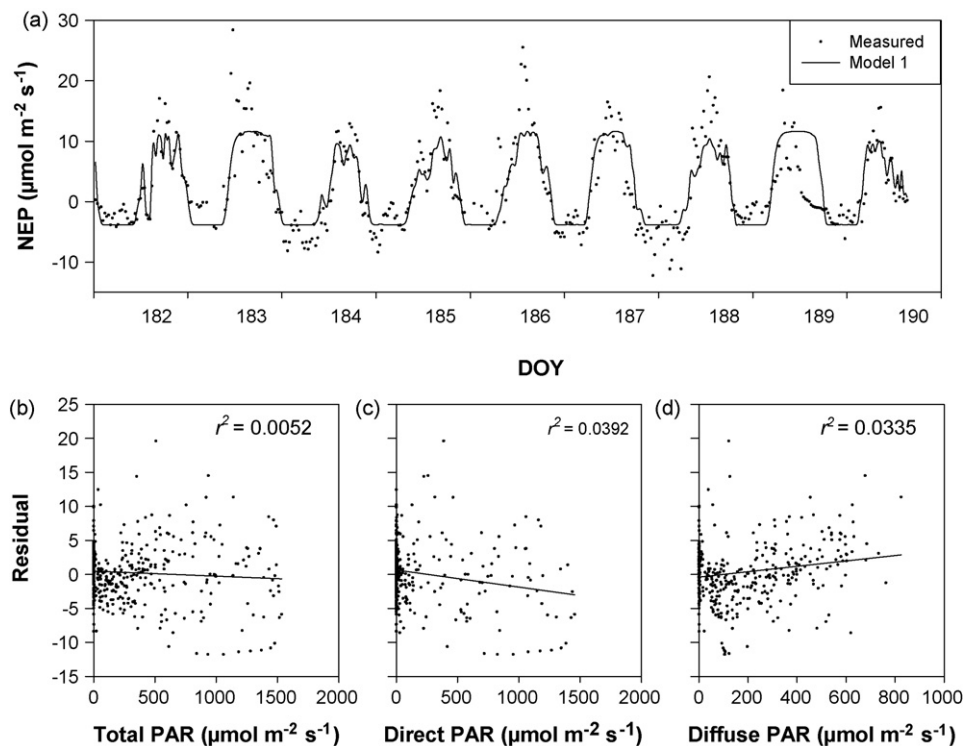 (a)
30
20
10
0
-10
NEP (µmol m⁻² s⁻¹)
Measured
Model 1
182 183 184 185 186 187 188 189 190
DOY
(b) (c) (d)
25
20
15
10
5
0
-5
-10
-15
Residual
r² = 0.0052
r² = 0.0392
r² = 0.0335
0 500 1000 1500 2000
0 500 1000 1500 2000
0 200 400 600 800 1000
Total PAR (µmol m⁻² s⁻¹)
Direct PAR (µmol m⁻² s⁻¹)
Diffuse PAR (µmol m⁻² s⁻¹)